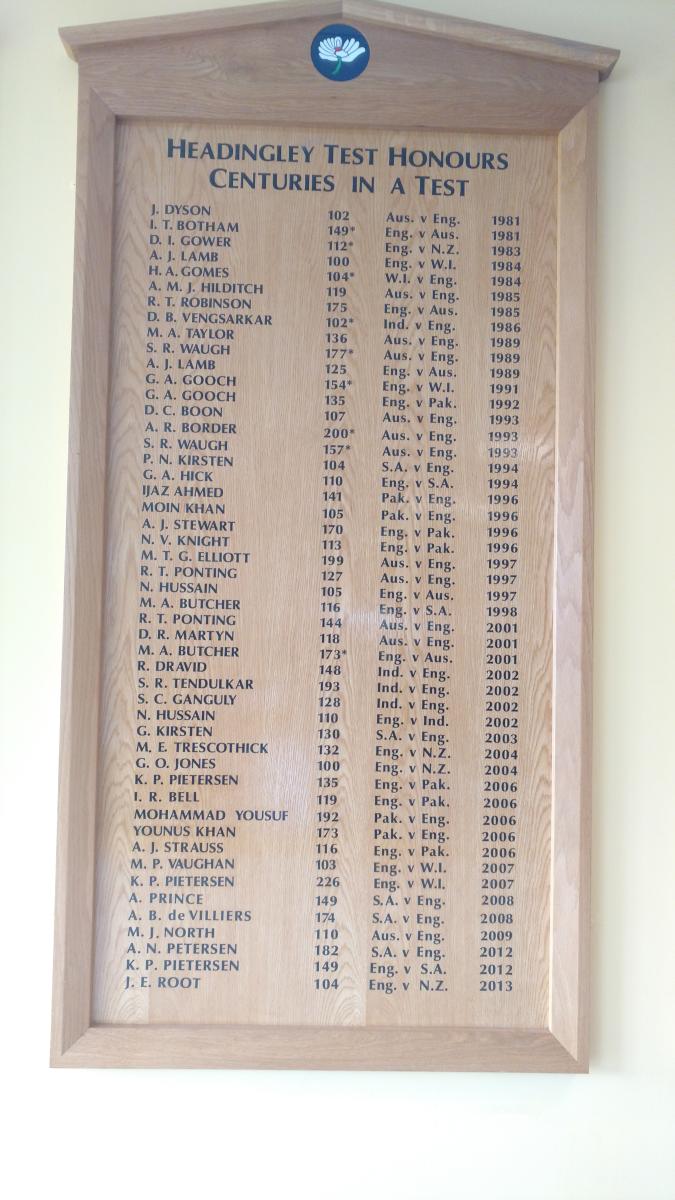 HEADINGLEY TEST HONOURS
CENTURIES IN A TEST
J. DYSON 102 Aus. v Eng. 1981
I. T. BOTHAM 149* Eng. v Aus. 1981
D. I. GOWER 112* Eng. v N.Z. 1983
A. J. LAMB 100 Eng. v W.I. 1984
H. A. GOMES 104* W.I. v Eng. 1984
A. M. J. HILDITCH 119 Aus. v Eng. 1985
R. T. ROBINSON 175 Eng. v Aus. 1985
D. B. VENGSARKAR 102* Ind. v Eng. 1986
M. A. TAYLOR 136 Aus. v Eng. 1989
S. R. WAUGH 177* Aus. v Eng. 1989
A. J. LAMB 125 Eng. v Aus. 1989
G. A. GOOCH 154* Eng. v W.I. 1991
G. A. GOOCH 135 Eng. v Pak. 1992
D. C. BOON 107 Aus. v Eng. 1993
A. R. BORDER 200* Aus. v Eng. 1993
S. R. WAUGH 157* Aus. v Eng. 1993
P. N. KIRSTEN 104 S.A. v Eng. 1994
G. A. HICK 110 Eng. v S.A. 1994
IJAZ AHMED 141 Pak. v Eng. 1996
MOIN KHAN 105 Pak. v Eng. 1996
A. J. STEWART 170 Eng. v Pak. 1996
N. V. KNIGHT 113 Eng. v Pak. 1996
M. T. G. ELLIOTT 199 Aus. v Eng. 1997
R. T. PONTING 127 Aus. v Eng. 1997
N. HUSSAIN 105 Eng. v Aus. 1997
M. A. BUTCHER 116 Eng. v S.A. 1998
R. T. PONTING 144 Aus. v Eng. 2001
D. R. MARTYN 118 Aus. v Eng. 2001
M. A. BUTCHER 173* Eng. v Aus. 2001
R. DRAVID 148 Ind. v Eng. 2002
S. R. TENDULKAR 193 Ind. v Eng. 2002
S. C. GANGULY 128 Ind. v Eng. 2002
N. HUSSAIN 110 Eng. v Ind. 2002
G. KIRSTEN 130 S.A. v Eng. 2003
M. E. TRESCOTHICK 132 Eng. v N.Z. 2004
G. O. JONES 100 Eng. v N.Z. 2004
K. P. PIETERSEN 135 Eng. v Pak. 2006
I. R. BELL 119 Eng. v Pak. 2006
MOHAMMAD YOUSUF 192 Pak. v Eng. 2006
YOUNUS KHAN 173 Pak. v Eng. 2006
A. J. STRAUSS 116 Eng. v Pak. 2006
M. P. VAUGHAN 103 Eng. v W.I. 2007
K. P. PIETERSEN 226 Eng. v W.I. 2007
A. PRINCE 149 S.A. v Eng. 2008
A. B. deVILLIERS 174 S.A. v Eng. 2008
M. J. NORTH 110 Aus. v Eng. 2009
A. N. PETERSEN 182 S.A. v Eng. 2012
K. P. PIETERSEN 149 Eng. v S.A. 2012
J. E. ROOT 104 Eng. v N.Z. 2013